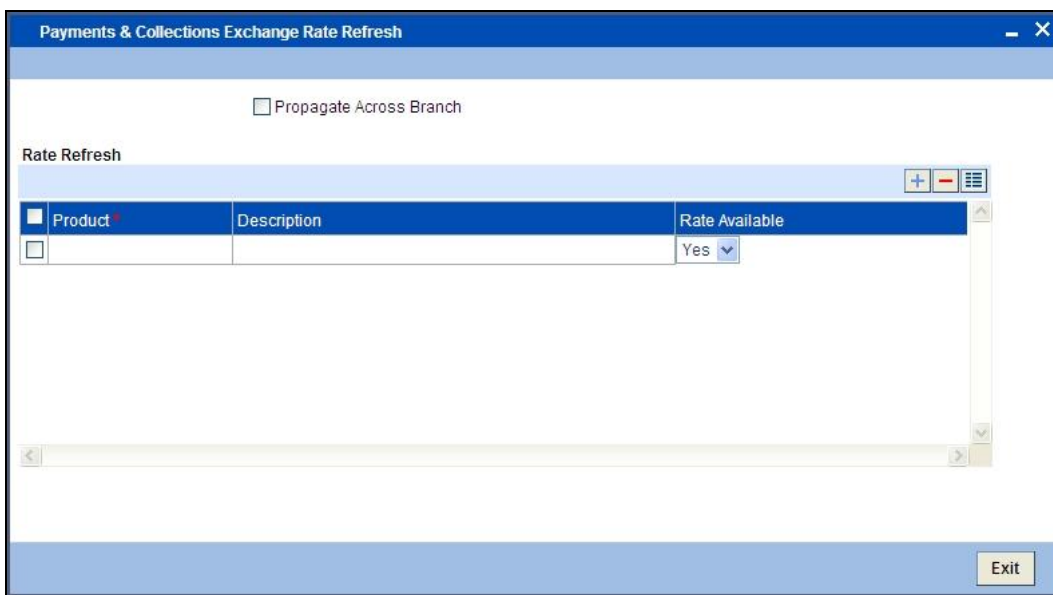 Payments & Collections Exchange Rate Refresh
Propagate Across Branch
Rate Refresh
Product * Description Rate Available
Yes
Exit